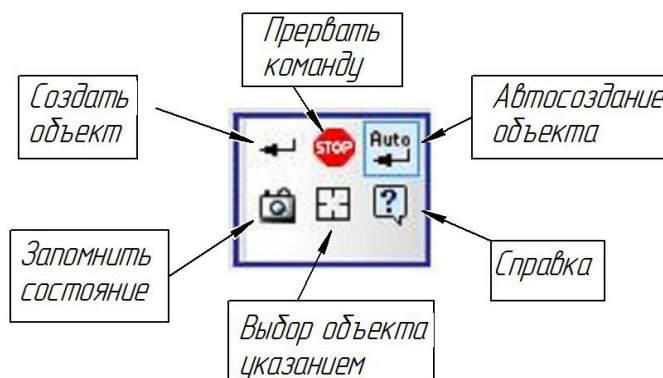 Прервать
команду
Создать
объект
Автосоздание
объекта
STOP
Auto
?
Запомнить
состояние
Справка
Выбор объекта
указанием